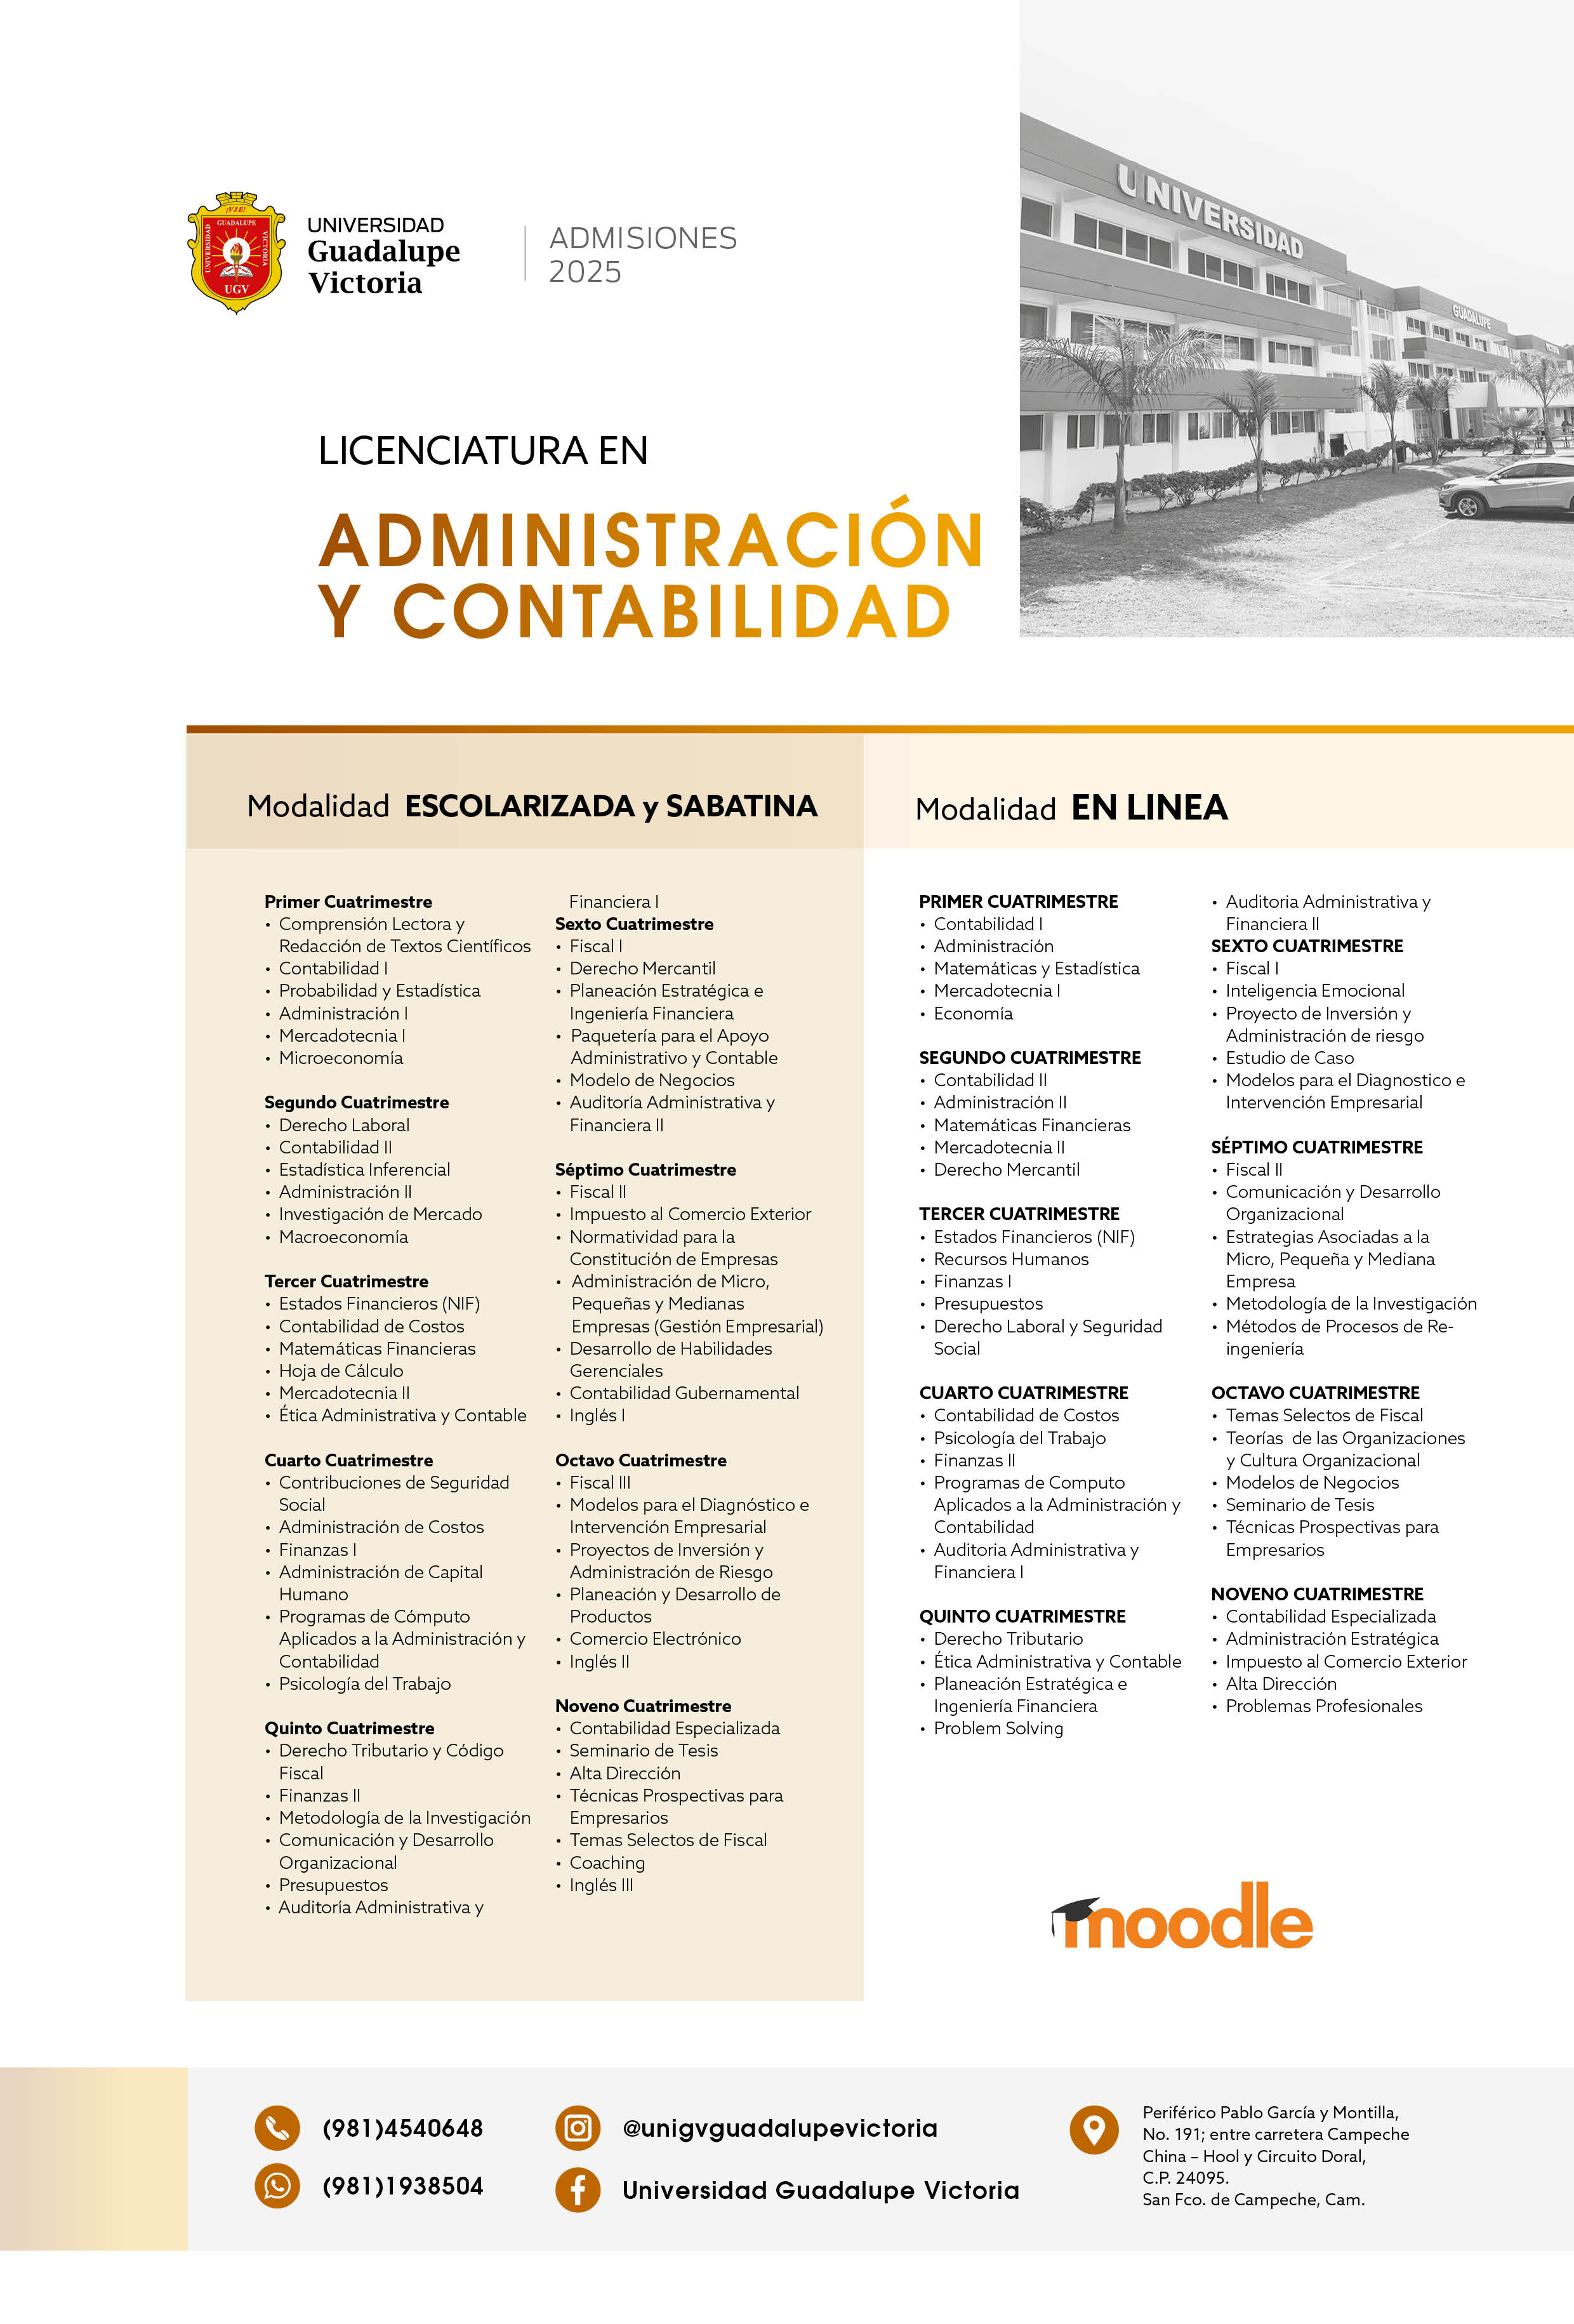 ¡VJE!
GUADALUPE
UNIVERSIDAD
VICTORIA
UGV
UNIVERSIDAD
Guadalupe
Victoria
ADMISIONES
2025
UNIVERSIDAD
GUADALUPE
LICENCIATURA EN
ADMINISTRACIÓN
Y CONTABILIDAD
Modalidad ESCOLARIZADA y SABATINA
Primer Cuatrimestre
• Comprensión Lectora y
Redacción de Textos Científicos
• Contabilidad I
• Probabilidad y Estadística
• Administración I
• Mercadotecnia I
• Microeconomía
Segundo Cuatrimestre
• Derecho Laboral
• Contabilidad II
• Estadística Inferencial
• Administración II
• Investigación de Mercado
• Macroeconomía
Tercer Cuatrimestre
• Estados Financieros (NIF)
• Contabilidad de Costos
• Matemáticas Financieras
• Hoja de Cálculo
• Mercadotecnia II
• Ética Administrativa y Contable
Cuarto Cuatrimestre
• Contribuciones de Seguridad
Social
• Administración de Costos
• Finanzas I
• Administración de Capital
Humano
• Programas de Cómputo
Aplicados a la Administración y
Contabilidad
• Psicología del Trabajo
Quinto Cuatrimestre
• Derecho Tributario y Código
Fiscal
• Finanzas II
• Metodología de la Investigación
• Comunicación y Desarrollo
Organizacional
• Presupuestos
• Auditoría Administrativa y
Financiera I
Sexto Cuatrimestre
• Fiscal I
• Derecho Mercantil
• Planeación Estratégica e
Ingeniería Financiera
• Paquetería para el Apoyo
Administrativo y Contable
• Modelo de Negocios
• Auditoría Administrativa y
Financiera II
Séptimo Cuatrimestre
• Fiscal II
• Impuesto al Comercio Exterior
• Normatividad para la
Constitución de Empresas
• Administración de Micro,
Pequeñas y Medianas
Empresas (Gestión Empresarial)
• Desarrollo de Habilidades
Gerenciales
• Contabilidad Gubernamental
• Inglés I
Octavo Cuatrimestre
• Fiscal III
• Modelos para el Diagnóstico e
Intervención Empresarial
• Proyectos de Inversión y
Administración de Riesgo
• Planeación y Desarrollo de
Productos
• Comercio Electrónico
• Inglés II
Noveno Cuatrimestre
• Contabilidad Especializada
• Seminario de Tesis
• Alta Dirección
• Técnicas Prospectivas para
Empresarios
• Temas Selectos de Fiscal
• Coaching
• Inglés III
Modalidad EN LINEA
PRIMER CUATRIMESTRE
• Contabilidad I
• Administración
• Matemáticas y Estadística
• Mercadotecnia I
• Economía
SEGUNDO CUATRIMESTRE
• Contabilidad II
• Administración II
• Matemáticas Financieras
• Mercadotecnia II
• Derecho Mercantil
TERCER CUATRIMESTRE
• Estados Financieros (NIF)
• Recursos Humanos
• Finanzas I
• Presupuestos
• Derecho Laboral y Seguridad
Social
CUARTO CUATRIMESTRE
• Contabilidad de Costos
• Psicología del Trabajo
• Finanzas II
• Programas de Computo
Aplicados a la Administración y
Contabilidad
• Auditoria Administrativa y
Financiera I
QUINTO CUATRIMESTRE
• Derecho Tributario
• Ética Administrativa y Contable
• Planeación Estratégica e
Ingeniería Financiera
• Problem Solving
• Auditoria Administrativa y
Financiera II
SEXTO CUATRIMESTRE
• Fiscal I
• Inteligencia Emocional
• Proyecto de Inversión y
Administración de riesgo
• Estudio de Caso
• Modelos para el Diagnostico e
Intervención Empresarial
SÉPTIMO CUATRIMESTRE
• Fiscal II
• Comunicación y Desarrollo
Organizacional
• Estrategias Asociadas a la
Micro, Pequeña y Mediana
Empresa
• Metodología de la Investigación
• Métodos de Procesos de Re-
ingeniería
OCTAVO CUATRIMESTRE
• Temas Selectos de Fiscal
• Teorías de las Organizaciones
y Cultura Organizacional
• Modelos de Negocios
• Seminario de Tesis
• Técnicas Prospectivas para
Empresarios
NOVENO CUATRIMESTRE
• Contabilidad Especializada
• Administración Estratégica
• Impuesto al Comercio Exterior
• Alta Dirección
• Problemas Profesionales
moodle
(981)4540648
(981)1938504
@unigvguadalupevictoria
Universidad Guadalupe Victoria
Periférico Pablo García y Montilla,
No. 191; entre carretera Campeche
China – Hool y Circuito Doral,
C.P. 24095.
San Fco. de Campeche, Cam.